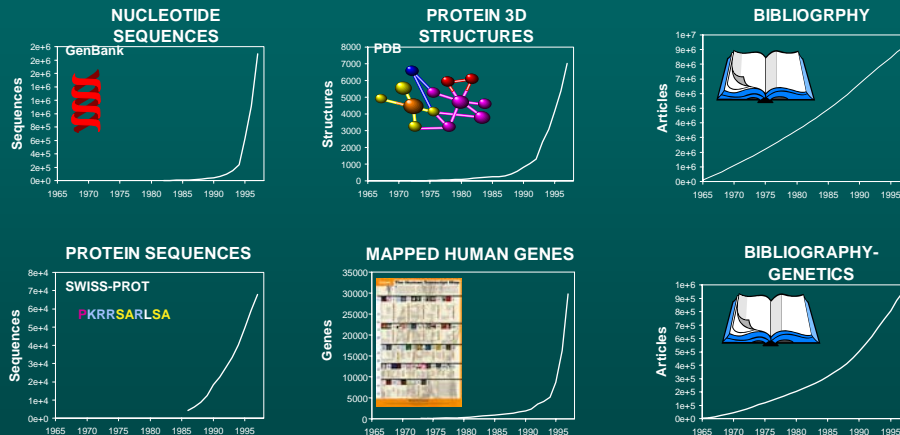 NUCLEOTIDE
SEQUENCES
GenBank
Sequences
2e+6
2e+6
1e+6
1e+6
1e+6
8e+5
6e+5
4e+5
2e+5
0e+0
1965 1970 1975 1980 1985 1990 1995
PROTEIN 3D
STRUCTURES
PDB
Structures
8000
7000
6000
5000
4000
3000
2000
1000
0
1965 1970 1975 1980 1985 1990 1995
BIBLIOGRPHY
Articles
1e+7
9e+6
8e+6
7e+6
6e+6
5e+6
4e+6
3e+6
2e+6
1e+6
0e+0
1965 1970 1975 1980 1985 1990 1995
PROTEIN SEQUENCES
SWISS-PROT
PKRRSARLSA
Sequences
8e+4
7e+4
6e+4
5e+4
4e+4
3e+4
2e+4
1e+4
0e+0
1965 1970 1975 1980 1985 1990 1995
MAPPED HUMAN GENES
The Human Transcript Map
Genes
35000
30000
25000
20000
15000
10000
5000
0
1965 1970 1975 1980 1985 1990 1995
BIBLIOGRAPHY-
GENETICS
Articles
1e+6
9e+5
8e+5
7e+5
6e+5
5e+5
4e+5
3e+5
2e+5
1e+5
0e+0
1965 1970 1975 1980 1985 1990 1995